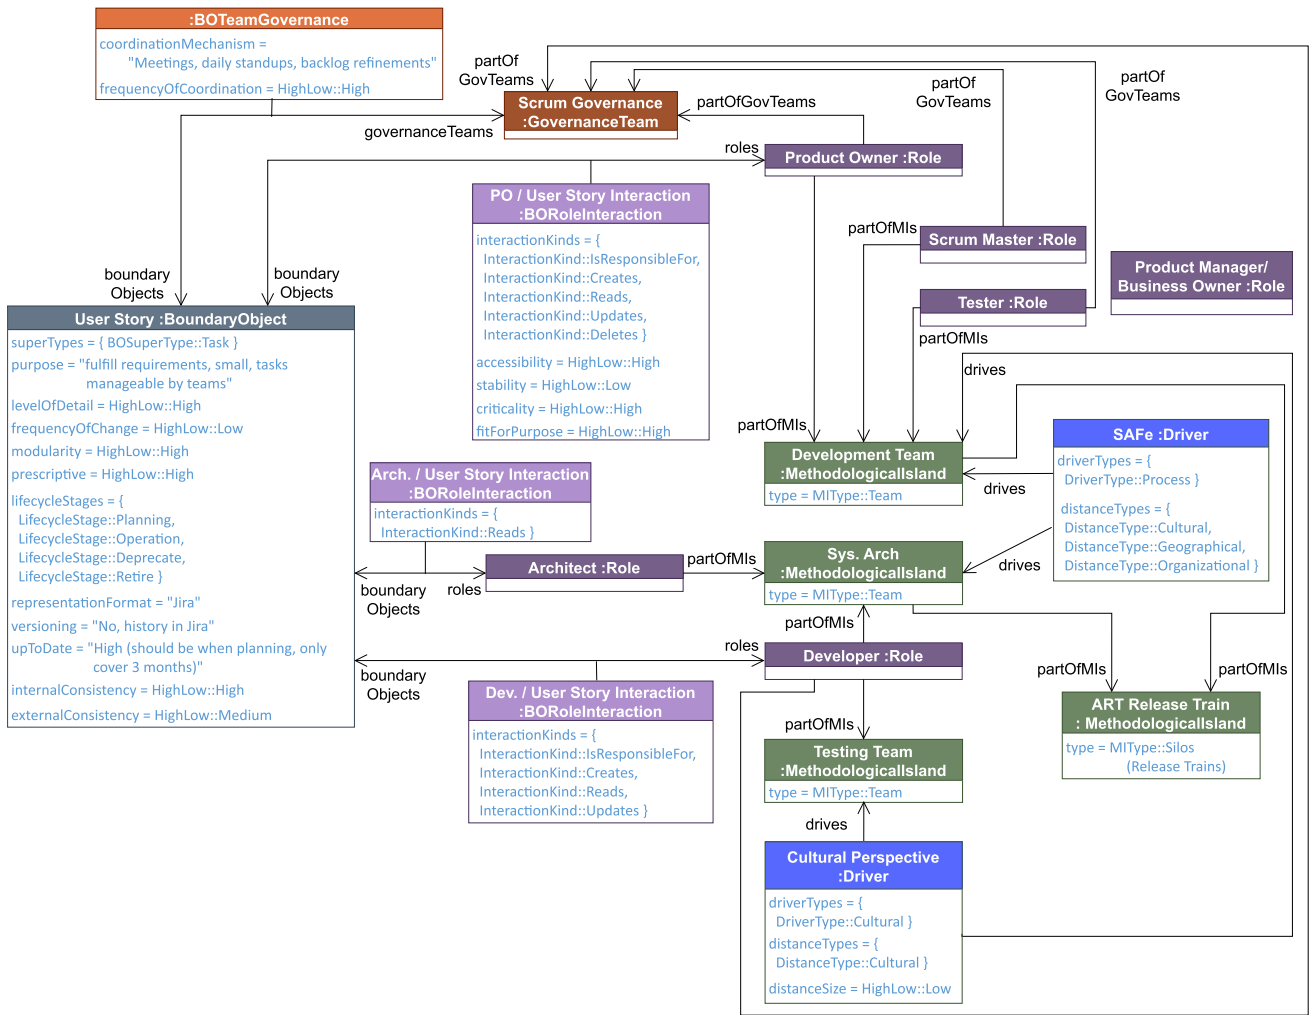 :BOTeamGovernance
coordinationMechanism =
"Meetings, daily standups, backlog refinements"
frequencyOfCoordination = HighLow::High
partOf
GovTeams
Scrum Governance
:GovernanceTeam
partOfGovTeams
partOf
GovTeams
partOf
GovTeams
governanceTeams
roles
Product Owner :Role
PO / User Story Interaction
:BORoleInteraction
interactionKinds = {
InteractionKind::IsResponsibleFor,
InteractionKind::Creates,
InteractionKind::Reads,
InteractionKind::Updates,
InteractionKind::Deletes }
accessibility = HighLow::High
stability = HighLow::Low
criticality = HighLow::High
fitForPurpose = HighLow::High
partOfMIs
Scrum Master :Role
Product Manager/
Business Owner :Role
Tester :Role
partOfMIs
boundary
Objects
boundary
Objects
User Story :BoundaryObject
superTypes = { BOSuperType::Task }
purpose = "fulfill requirements, small, tasks
manageable by teams"
levelOfDetail = HighLow::High
frequencyOfChange = HighLow::Low
modularity = HighLow::High
prescriptive = HighLow::High
lifecycleStages = {
LifecycleStage::Planning,
LifecycleStage::Operation,
LifecycleStage::Deprecate,
LifecycleStage::Retire }
representationFormat = "Jira"
versioning = "No, history in Jira"
upToDate = "High (should be when planning, only
cover 3 months)"
internalConsistency = HighLow::High
externalConsistency = HighLow::Medium
drives
partOfMIs
Development Team
:MethodologicalIsland
type = MIType::Team
drives
SAFe :Driver
driverTypes = {
DriverType::Process }
distanceTypes = {
DistanceType::Cultural,
DistanceType::Geographical,
DistanceType::Organizational }
drives
Arch. / User Story Interaction
:BORoleInteraction
interactionKinds = {
InteractionKind::Reads }
boundary
Objects
roles
Architect :Role
partOfMIs
Sys. Arch
:MethodologicalIsland
type = MIType::Team
partOfMIs
roles
Developer :Role
boundary
Objects
Dev. / User Story Interaction
:BORoleInteraction
interactionKinds = {
InteractionKind::IsResponsibleFor,
InteractionKind::Creates,
InteractionKind::Reads,
InteractionKind::Updates }
partOfMIs
Testing Team
:MethodologicalIsland
type = MIType::Team
partOfMIs
partOfMIs
ART Release Train
: MethodologicalIsland
type = MIType::Silos
(Release Trains)
drives
Cultural Perspective
:Driver
driverTypes = {
DriverType::Cultural }
distanceTypes = {
DistanceType::Cultural }
distanceSize = HighLow::Low